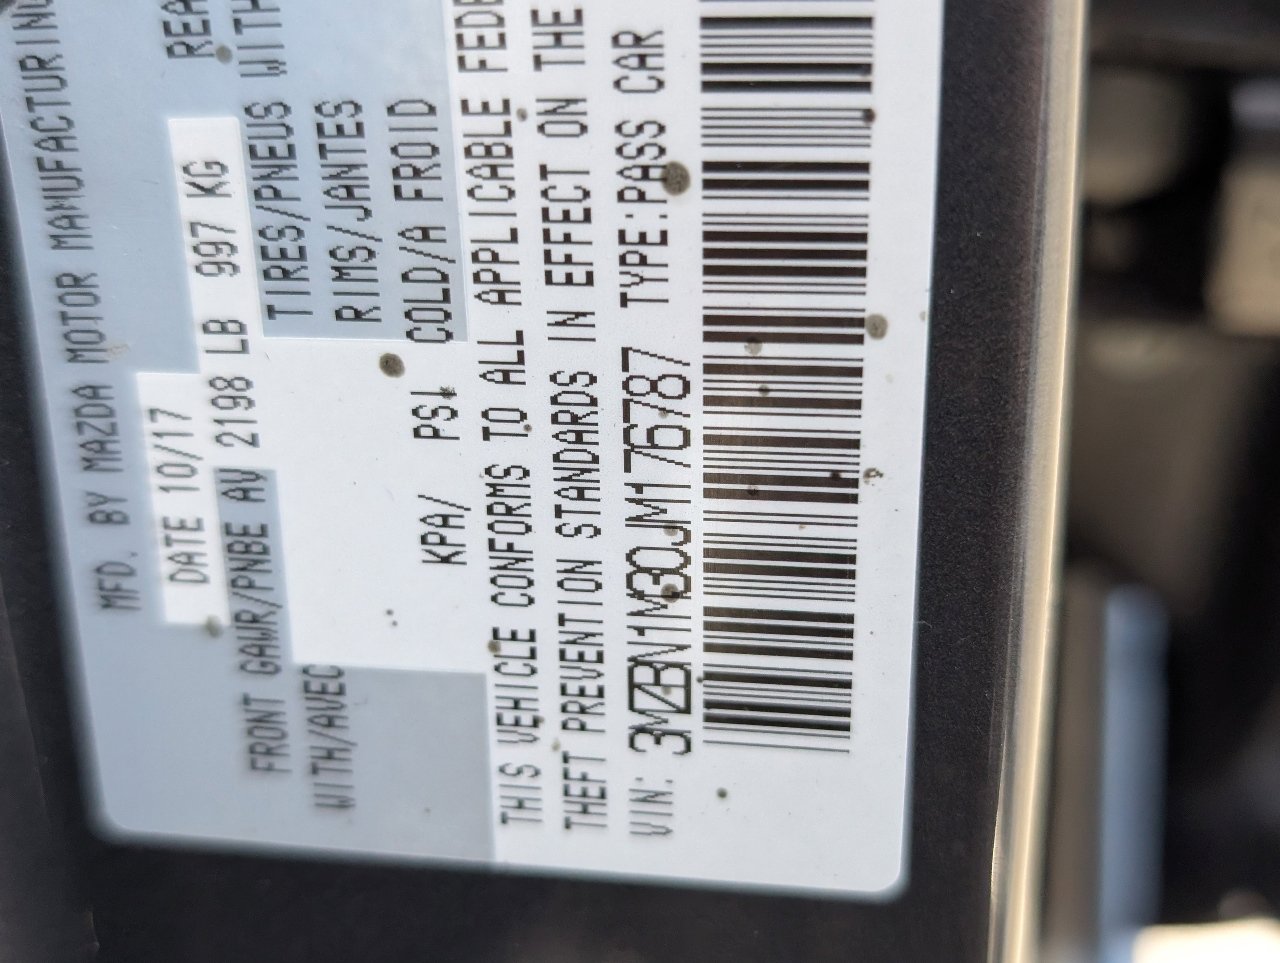 MFD. BY MAZDA MOTOR MANUFACTURING
DATE 10/17
FRONT GAWR/PNBE AV 2198 LB 997 KG REA
WITH/AVEC TIRES/PNEUS WITH
RIMS/JANTES
KPA/ PSI COLD/A FROID
THIS VEHICLE CONFORMS TO ALL APPLICABLE FEDE
THEFT PREVENTION STANDARDS IN EFFECT ON THE
VIN: 3MZBN1M30JM176787 TYPE:PASS CAR